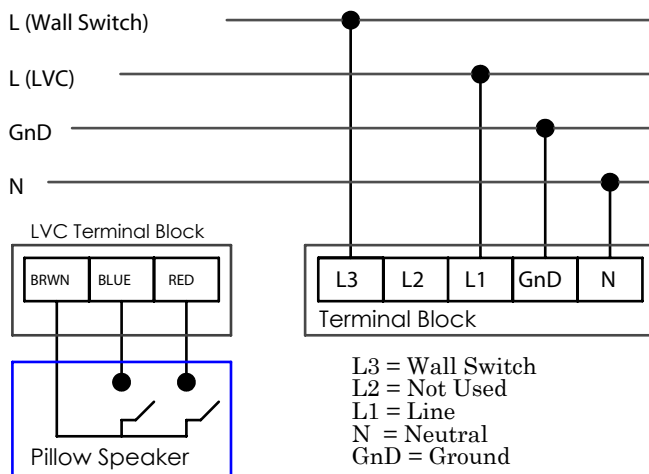 L (Wall Switch)
L (LVC)
GnD
N
LVC Terminal Block
BRWN BLUE RED
L3 L2 L1 GnD N
Terminal Block
Pillow Speaker
L3 = Wall Switch
L2 = Not Used
L1 = Line
N = Neutral
GnD = Ground